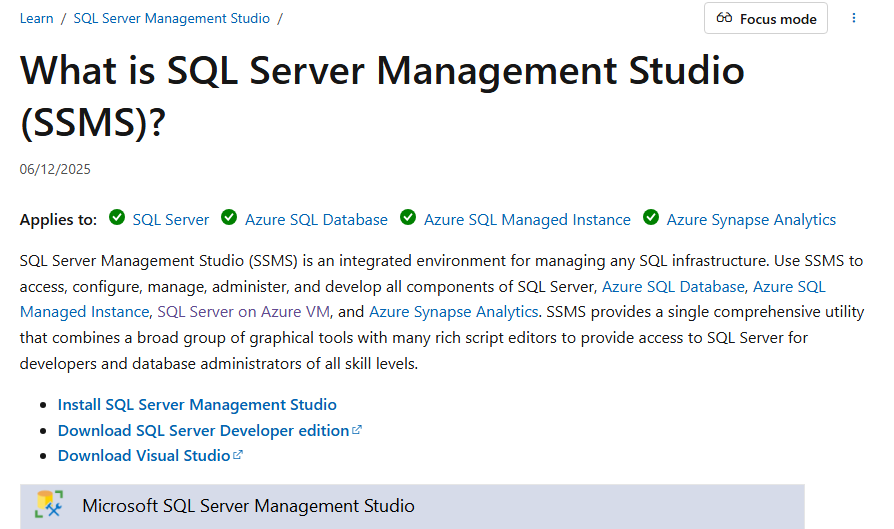 Learn / SQL Server Management Studio /
Focus mode
What is SQL Server Management Studio
(SSMS)?
06/12/2025
Applies to: SQL Server Azure SQL Database Azure SQL Managed Instance Azure Synapse Analytics
SQL Server Management Studio (SSMS) is an integrated environment for managing any SQL infrastructure. Use SSMS to
access, configure, manage, administer, and develop all components of SQL Server, Azure SQL Database, Azure SQL
Managed Instance, SQL Server on Azure VM, and Azure Synapse Analytics. SSMS provides a single comprehensive utility
that combines a broad group of graphical tools with many rich script editors to provide access to SQL Server for
developers and database administrators of all skill levels.
• Install SQL Server Management Studio
• Download SQL Server Developer edition
• Download Visual Studio
Microsoft SQL Server Management Studio